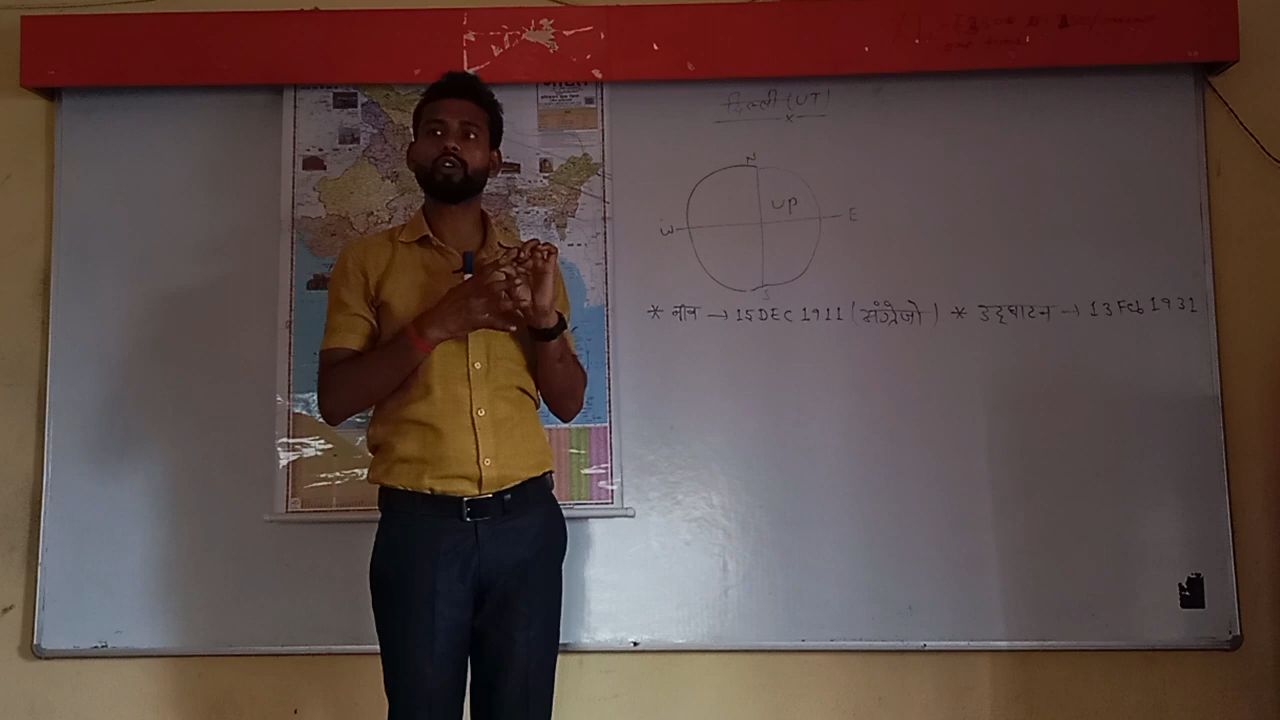 दिल्ली (UT)
N
UP
W
E
S
* नीव → 15 DEC 1911 (अंग्रेजो) * उद्घाटन → 13 Feb 1931